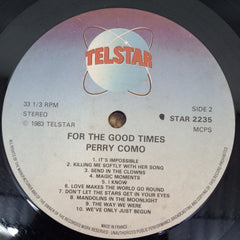 TELSTAR
33 1/3 RPM
STEREO
℗ 1983 TELSTAR
SIDE 2
STAR 2235
MCPS
FOR THE GOOD TIMES
PERRY COMO
1. IT'S IMPOSSIBLE
2. KILLING ME SOFTLY WITH HER SONG
3. SEND IN THE CLOWNS
4. MAGIC MOMENTS
5. I KNOW
6. LOVE MAKES THE WORLD GO ROUND
7. DON'T LET THE STARS GET IN YOUR EYES
8. MANDOLINS IN THE MOONLIGHT
9. THE WAY WE WERE
10. WE'VE ONLY JUST BEGUN
MADE IN FRANCE